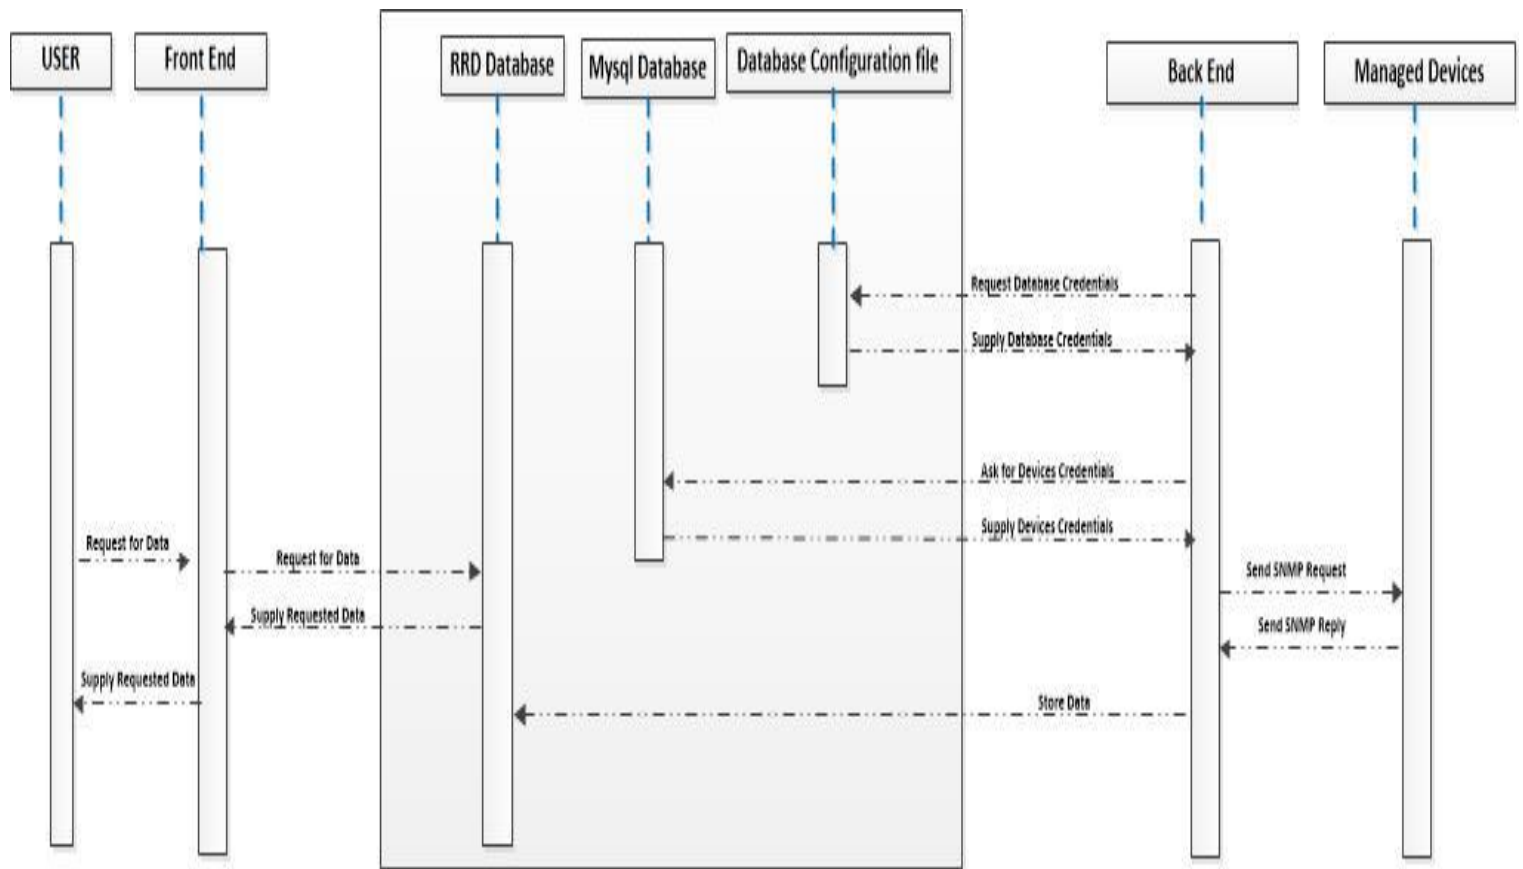 USER
Front End
RRD Database
Mysql Database
Database Configuration file
Back End
Managed Devices
Request Database Credentials
Supply Database Credentials
Ask for Devices Credentials
Supply Devices Credentials
Request for Data
Request for Data
Send SNMP Request
Supply Requested Data
Send SNMP Reply
Supply Requested Data
Store Data